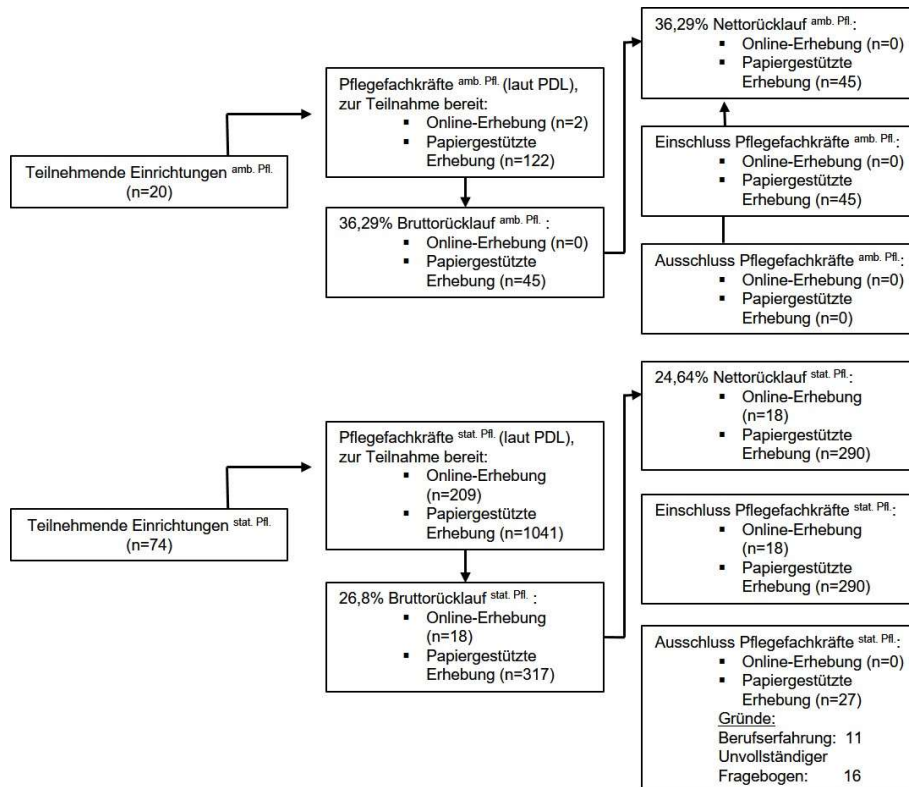 Teilnehmende Einrichtungen amb. Pfl.
(n=20)
Pflegefachkräfte amb. Pfl. (laut PDL),
zur Teilnahme bereit:
▪ Online-Erhebung (n=2)
▪ Papiergestützte
Erhebung (n=122)
36,29% Bruttorücklauf amb. Pfl. :
▪ Online-Erhebung (n=0)
▪ Papiergestützte
Erhebung (n=45)
36,29% Nettorücklauf amb. Pfl.:
▪ Online-Erhebung (n=0)
▪ Papiergestützte
Erhebung (n=45)
Einschluss Pflegefachkräfte amb. Pfl.:
▪ Online-Erhebung (n=0)
▪ Papiergestützte
Erhebung (n=45)
Ausschluss Pflegefachkräfte amb. Pfl.:
▪ Online-Erhebung (n=0)
▪ Papiergestützte
Erhebung (n=0)
Teilnehmende Einrichtungen stat. Pfl.
(n=74)
Pflegefachkräfte stat. Pfl. (laut PDL),
zur Teilnahme bereit:
▪ Online-Erhebung
(n=209)
▪ Papiergestützte
Erhebung (n=1041)
26,8% Bruttorücklauf stat. Pfl. :
▪ Online-Erhebung
(n=18)
▪ Papiergestützte
Erhebung (n=317)
24,64% Nettorücklauf stat. Pfl.:
▪ Online-Erhebung
(n=18)
▪ Papiergestützte
Erhebung (n=290)
Einschluss Pflegefachkräfte stat. Pfl.:
▪ Online-Erhebung
(n=18)
▪ Papiergestützte
Erhebung (n=290)
Ausschluss Pflegefachkräfte stat. Pfl.:
▪ Online-Erhebung (n=0)
▪ Papiergestützte
Erhebung (n=27)
Gründe:
Berufserfahrung: 11
Unvollständiger
Fragebogen: 16